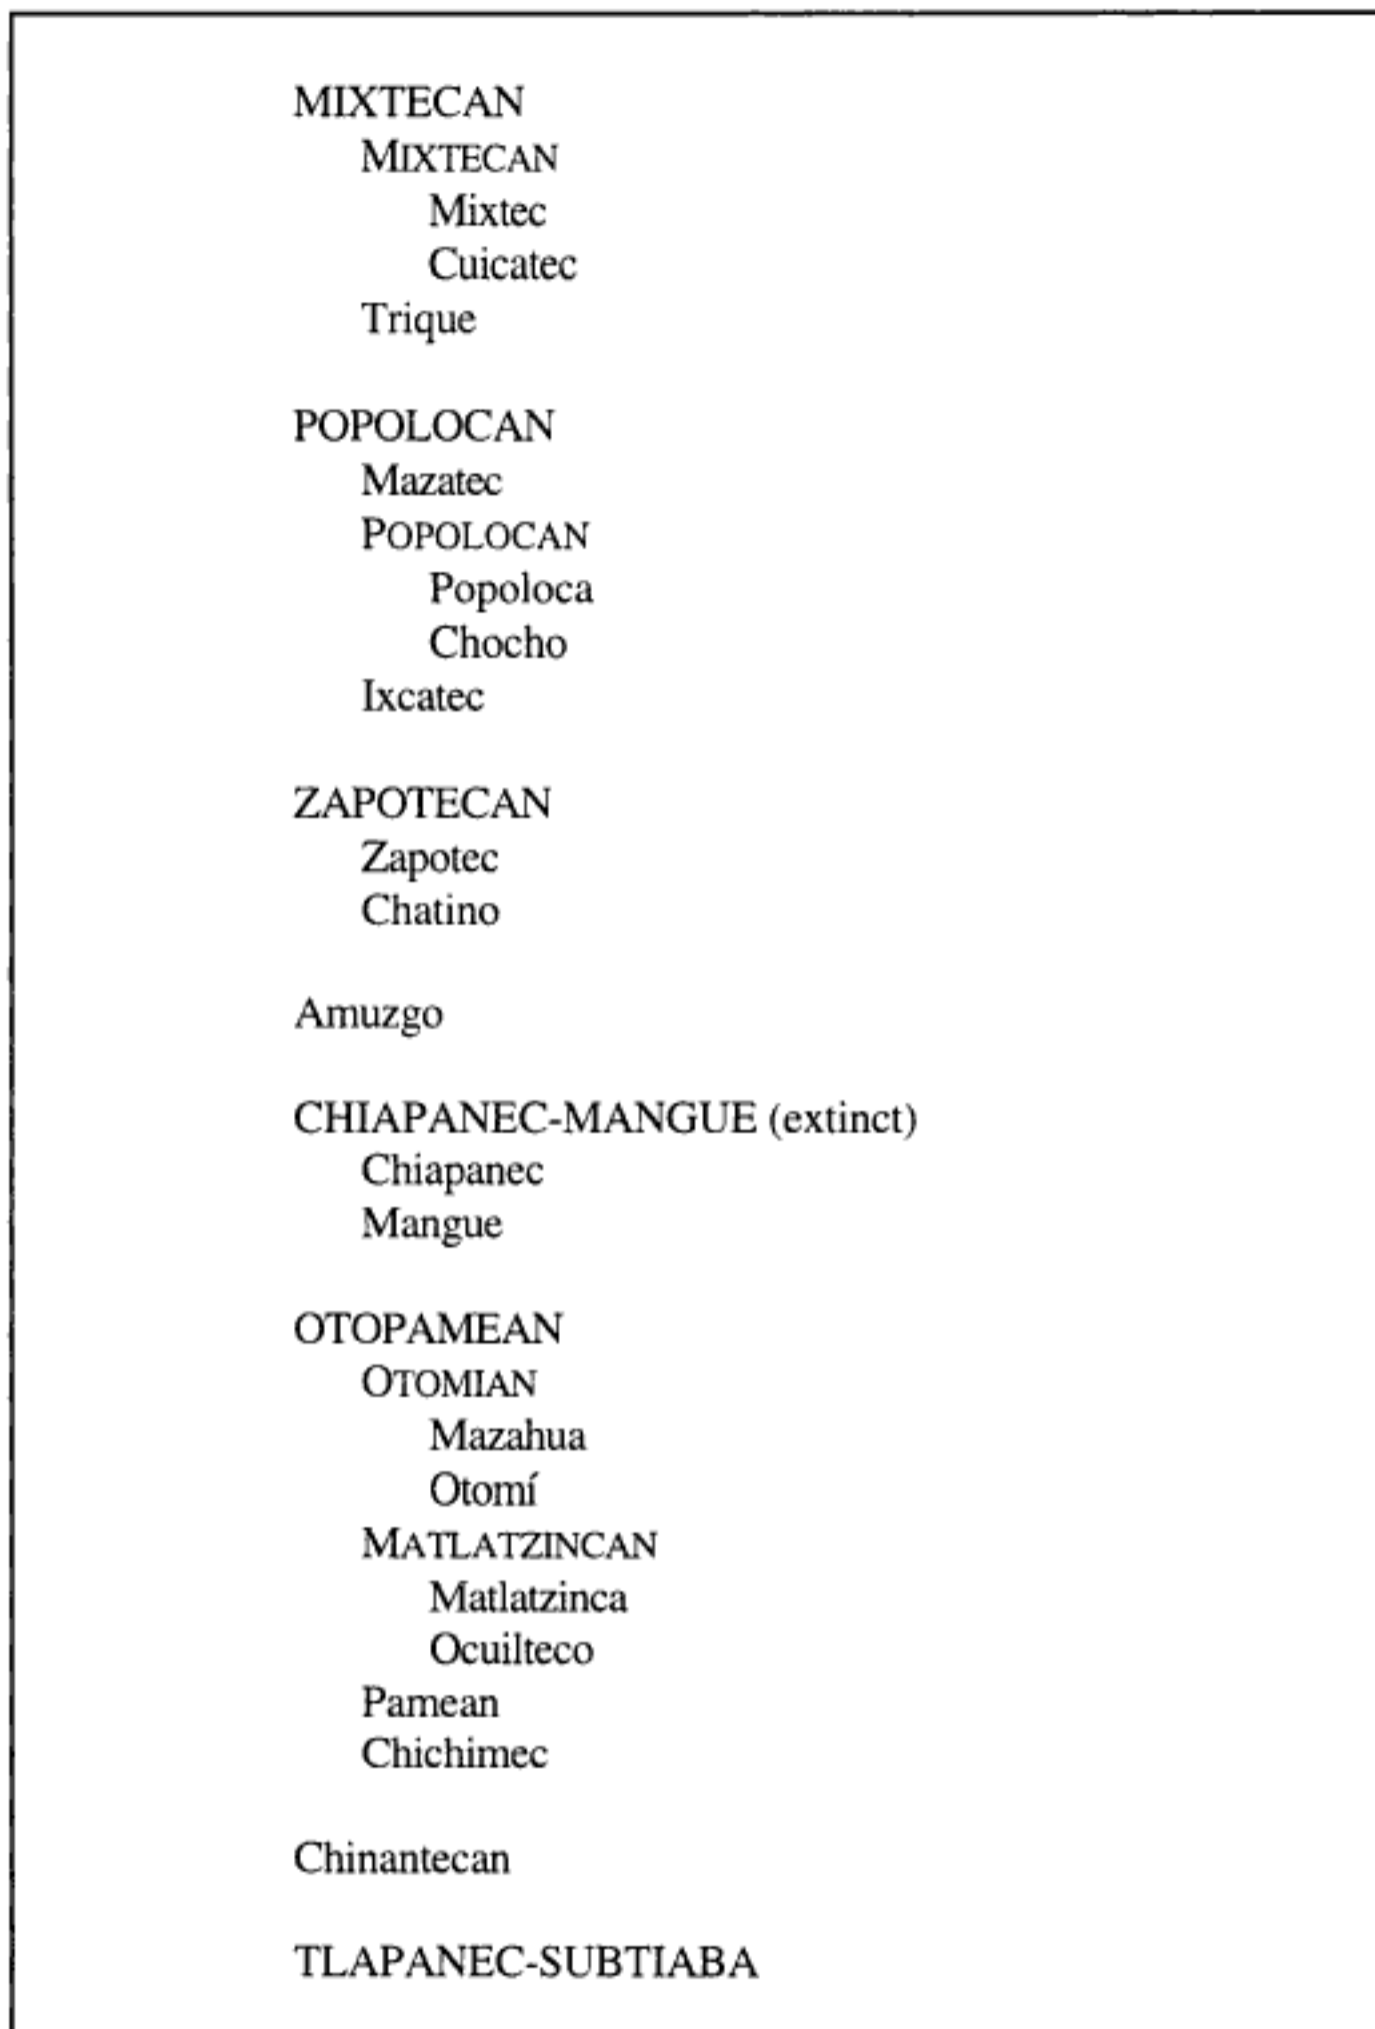 MIXTECAN
MIXTECAN
Mixtec
Cuicatec
Trique
POPOLOCAN
Mazatec
POPOLOCAN
Popoloca
Chocho
Ixcatec
ZAPOTECAN
Zapotec
Chatino
Amuzgo
CHIAPANEC-MANGUE (extinct)
Chiapanec
Mangue
OTOPAMEAN
OTOMIAN
Mazahua
Otomí
MATLATZINCAN
Matlatzinca
Ocuilteco
Pamean
Chichimec
Chinantecan
TLAPANEC-SUBTIABA